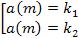 a(m) = k₁
a(m) = k₂